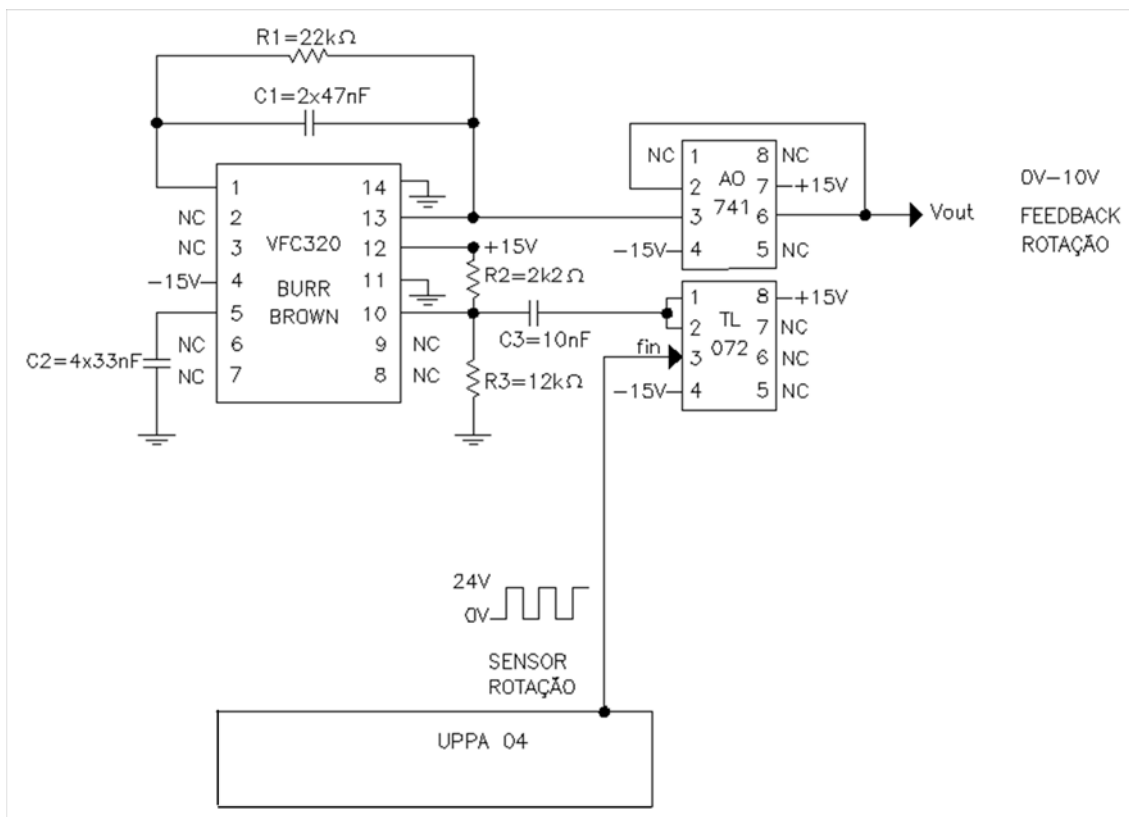 R1=22kΩ
C1=2x47nF
1
14
NC 2
13
NC 3
VFC320
12
+15V
-15V 4
11
R2=2k2Ω
BURR
BROWN
5
10
C2=4x33nF
NC 6
9 NC
NC 7
8 NC
C3=10nF
R3=12kΩ
NC 1
8 NC
AO
741
2
7 +15V
3
6
-15V 4
5 NC
Vout
0V-10V
FEEDBACK
ROTAÇÃO
1
8 +15V
TL
072
2
7 NC
fin
3
6 NC
-15V 4
5 NC
24V
0V
SENSOR
ROTAÇÃO
UPPA 04